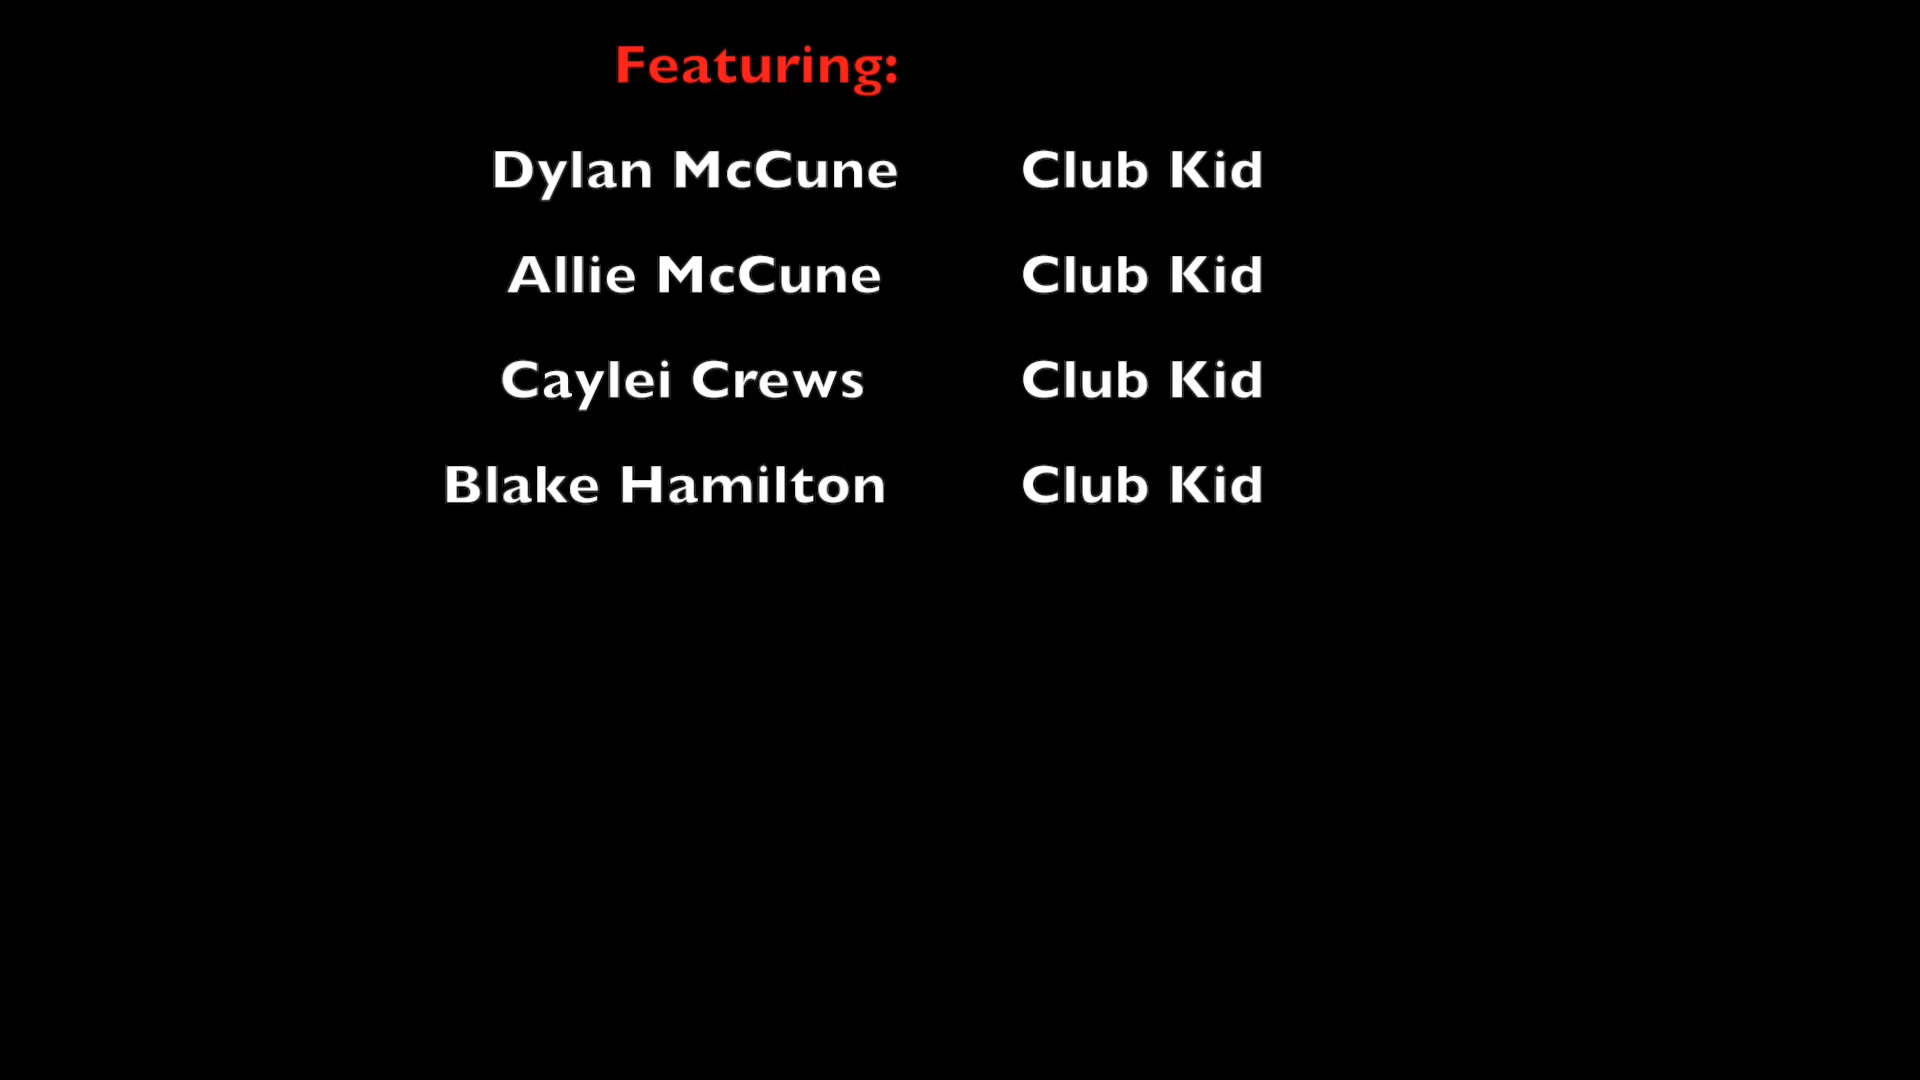 Featuring:
Dylan McCune Club Kid
Allie McCune Club Kid
Caylei Crews Club Kid
Blake Hamilton Club Kid